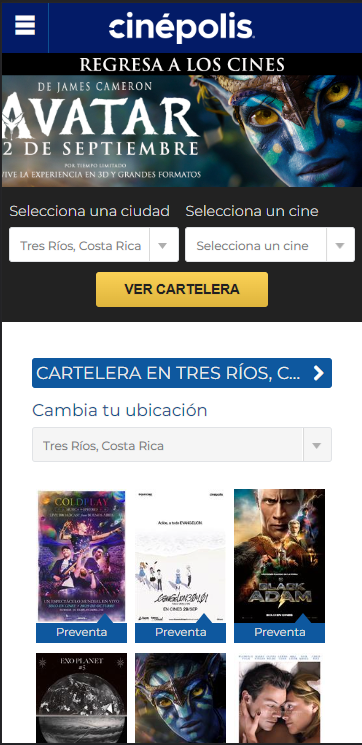 cinépolis
REGRESA A LOS CINES
DE JAMES CAMERON
AVATAR
2 DE SEPTIEMBRE
POR TIEMPO LIMITADO
VIVE LA EXPERIENCIA EN 3D Y GRANDES FORMATOS
Selecciona una ciudad Selecciona un cine
Tres Ríos, Costa Rica Selecciona un cine
VER CARTELERA
CARTELERA EN TRES RÍOS, C...
Cambia tu ubicación
Tres Ríos, Costa Rica
COLDPLAY
Preventa
Adiós, a todo EVANGELION.
EN CINES 28/SEP
Preventa
BLACK
ADAM
Preventa
EXO PLANET
#5